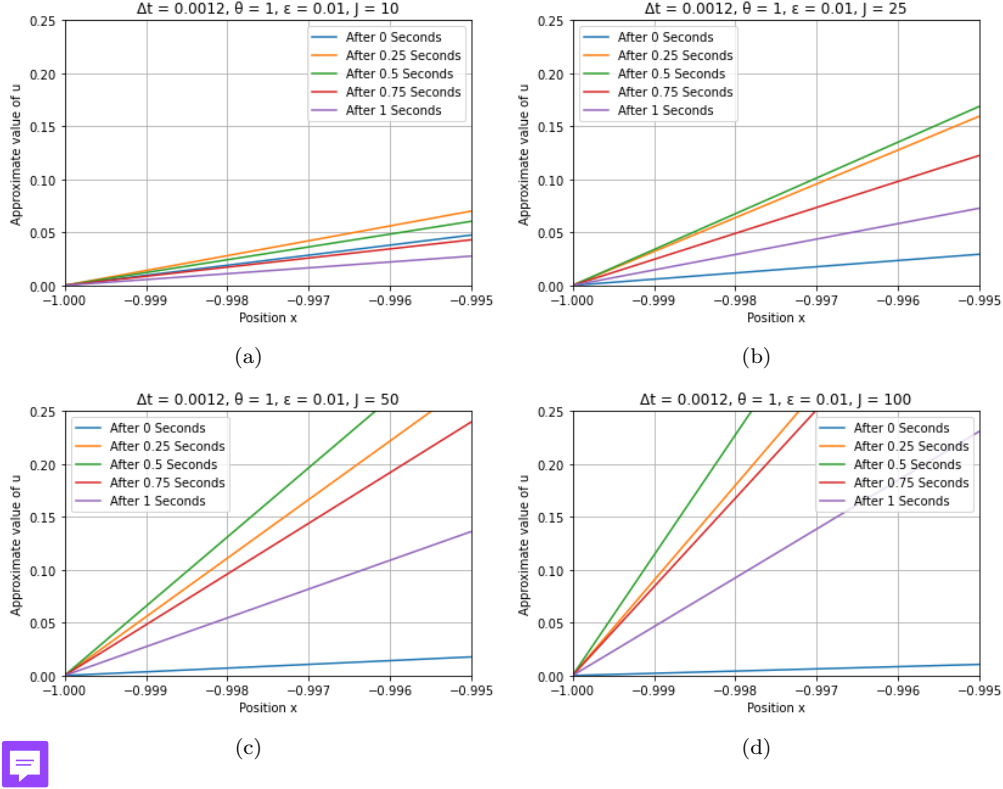 Δt = 0.0012, θ = 1, ε = 0.01, J = 10
After 0 Seconds
After 0.25 Seconds
After 0.5 Seconds
After 0.75 Seconds
After 1 Seconds
Approximate value of u
0.25
0.20
0.15
0.10
0.05
0.00
−1.000 −0.999 −0.998 −0.997 −0.996 −0.995
Position x
(a)
Δt = 0.0012, θ = 1, ε = 0.01, J = 25
After 0 Seconds
After 0.25 Seconds
After 0.5 Seconds
After 0.75 Seconds
After 1 Seconds
Approximate value of u
0.25
0.20
0.15
0.10
0.05
0.00
−1.000 −0.999 −0.998 −0.997 −0.996 −0.995
Position x
(b)
Δt = 0.0012, θ = 1, ε = 0.01, J = 50
After 0 Seconds
After 0.25 Seconds
After 0.5 Seconds
After 0.75 Seconds
After 1 Seconds
Approximate value of u
0.25
0.20
0.15
0.10
0.05
0.00
−1.000 −0.999 −0.998 −0.997 −0.996 −0.995
Position x
(c)
Δt = 0.0012, θ = 1, ε = 0.01, J = 100
After 0 Seconds
After 0.25 Seconds
After 0.5 Seconds
After 0.75 Seconds
After 1 Seconds
Approximate value of u
0.25
0.20
0.15
0.10
0.05
0.00
−1.000 −0.999 −0.998 −0.997 −0.996 −0.995
Position x
(d)